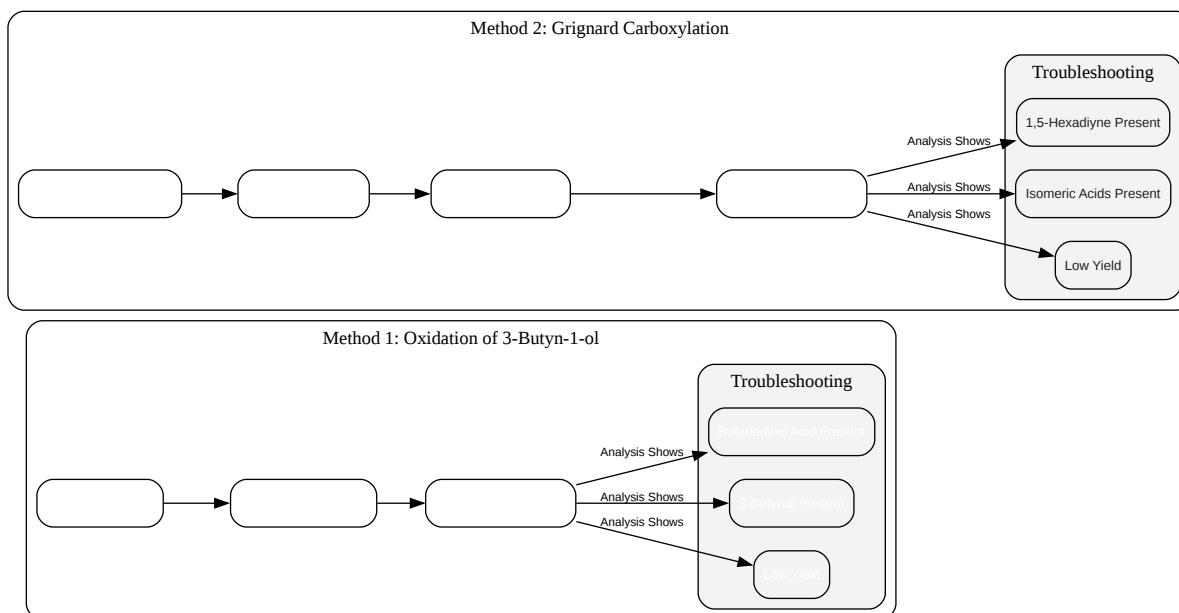 Method 2: Grignard Carboxylation
Troubleshooting
1,5-Hexadiyne Present
Analysis Shows
Isomeric Acids Present
Analysis Shows
Analysis Shows
Low Yield
Method 1: Oxidation of 3-Butyn-1-ol
Troubleshooting
Butanedioic Acid Present
Analysis Shows
3-Butynal Present
Analysis Shows
Analysis Shows
Low Yield